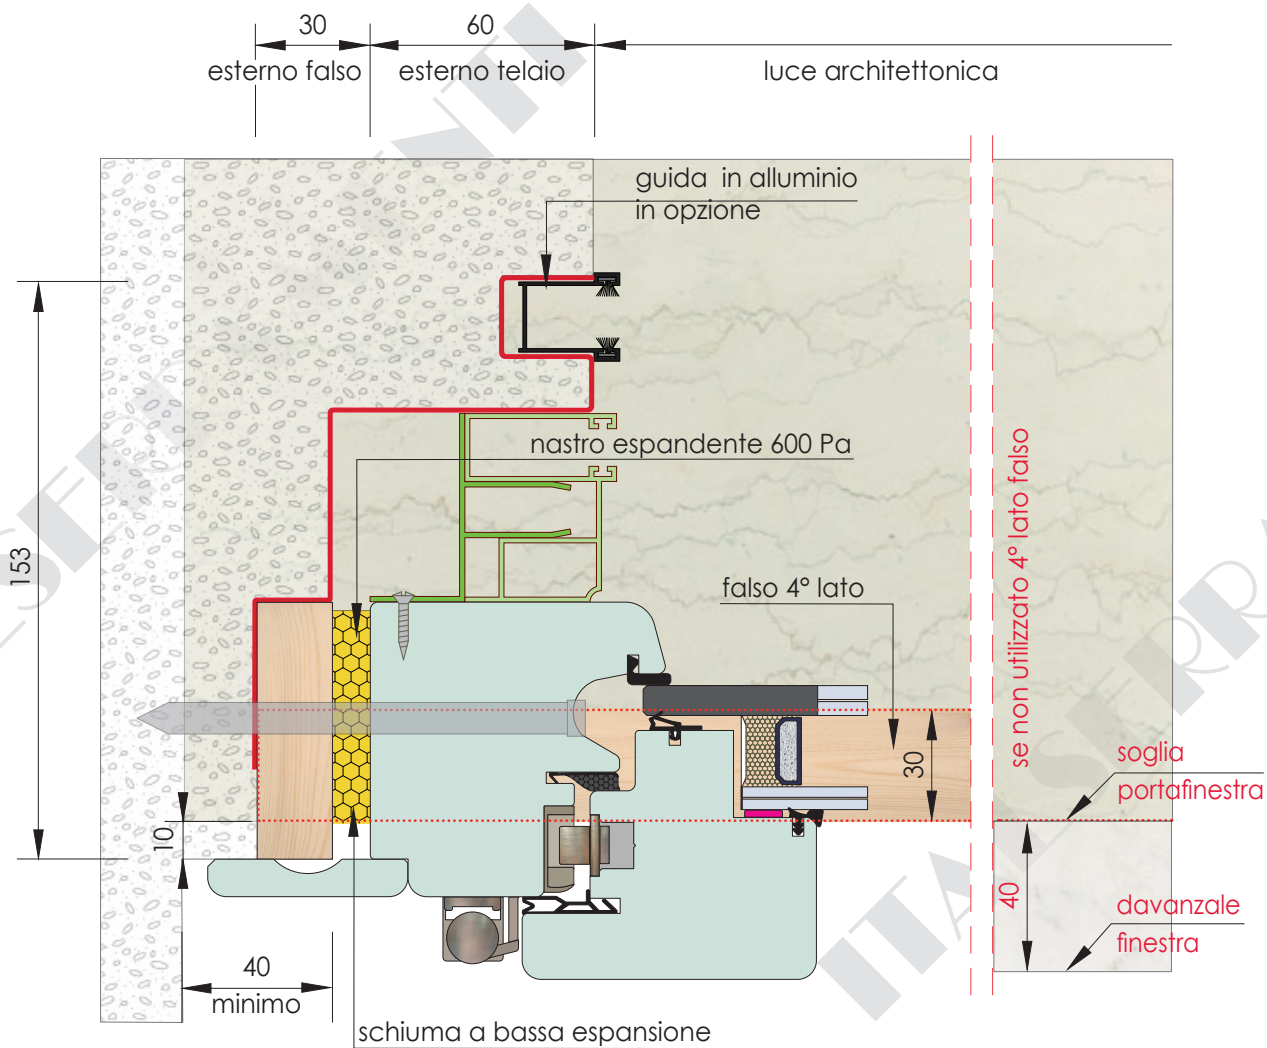 30
60
esterno falso
esterno telaio
luce architettonica
guida in alluminio
in opzione
nastro espandente 600 Pa
153
falso 4° lato
se non utilizzato 4° lato falso
30
soglia
portafinestra
10
40
davanzale
finestra
40
minimo
schiuma a bassa espansione